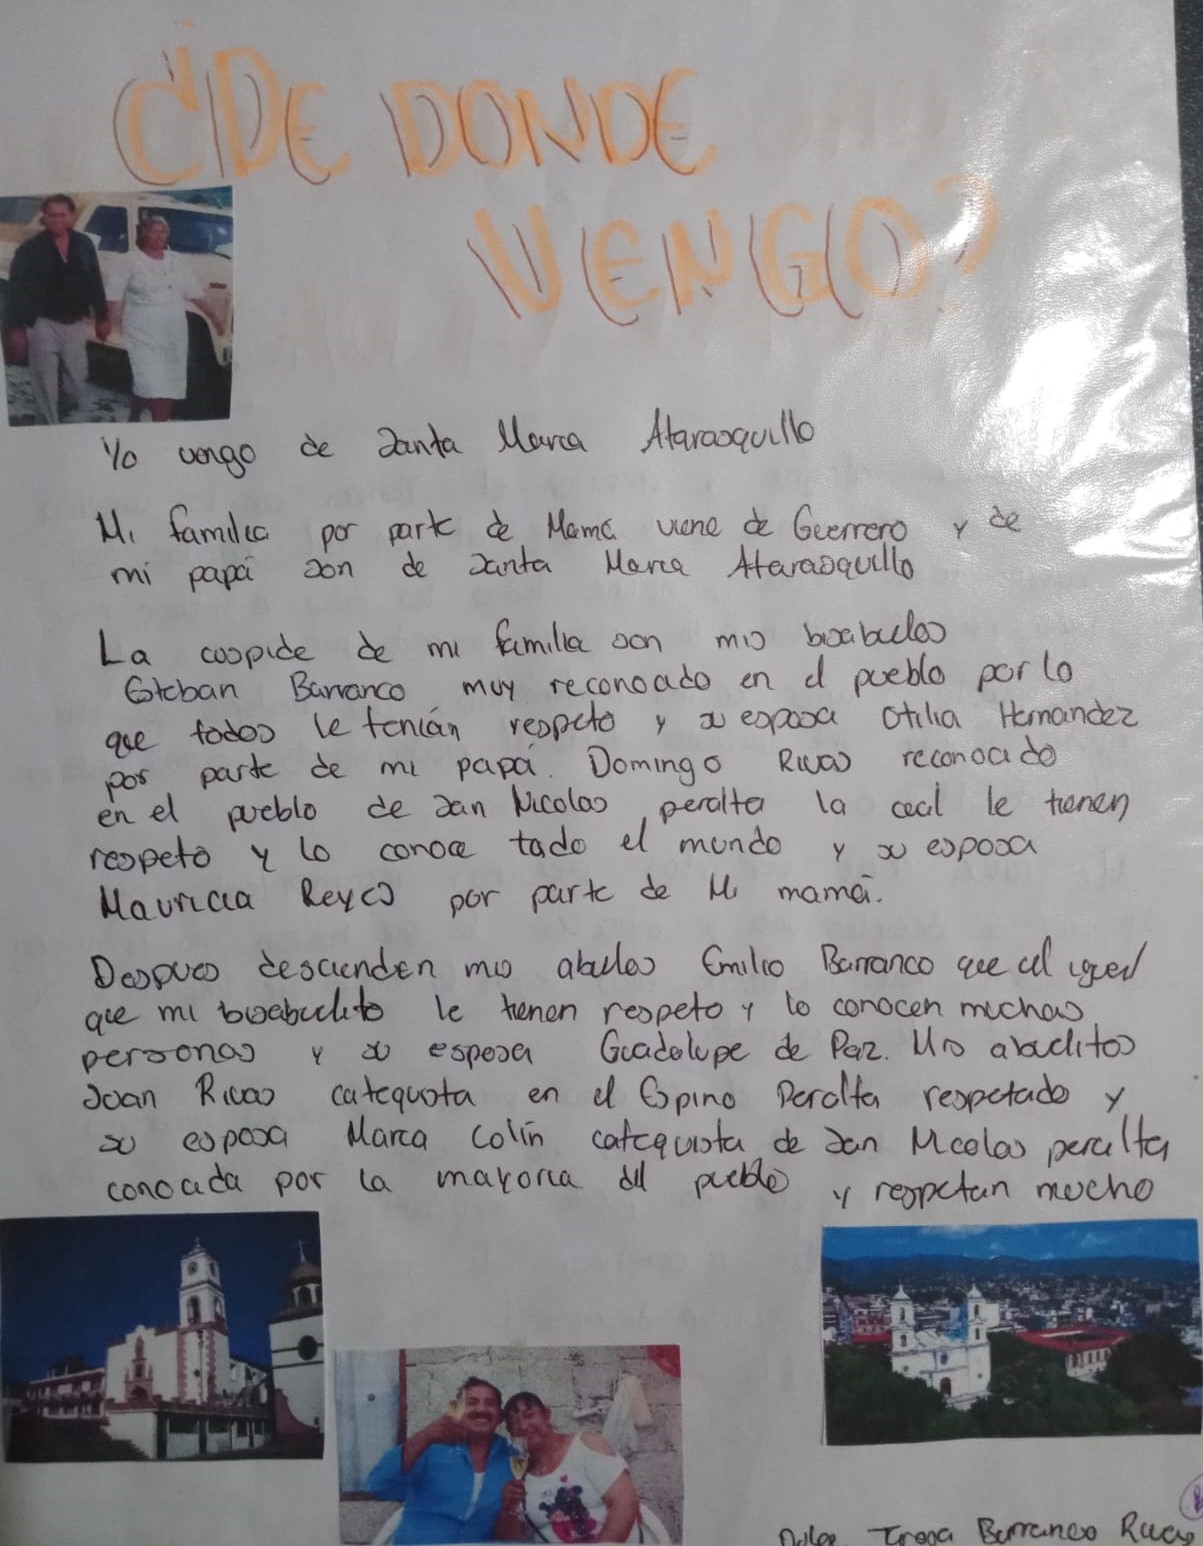 ¿DE DONDE
VENGO?
Yo vengo de Santa Maria Atarasquillo
Mi familia por parte de Mamá viene de Guerrero y de
mi papá son de Santa Maria Atarasquillo
La cuspide de mi familia son mis bisabuelos
Esteban Barranco muy reconocido en el pueblo por lo
que todos le tenían respeto y su esposa Otilia Hernandez
por parte de mi papá. Domingo Rivas reconocido
en el pueblo de San Nicolas peralta la cual le tienen
respeto y lo conoce todo el mundo y su esposa
Mauricia Reyes por parte de Mi mamá.
Despues descienden mis abuelos Emilio Barranco que al igual
que mi bisabuelito le tienen respeto y lo conocen muchas
personas y su esposa Guadalupe de Paz. Mis abuelitos
Juan Rivas catequista en el Espino Peralta respetado y
su esposa Maria Colín catequista de San Nicolas peralta
conocida por la mayoria del pueblo y respetan mucho
Barranco Rivas